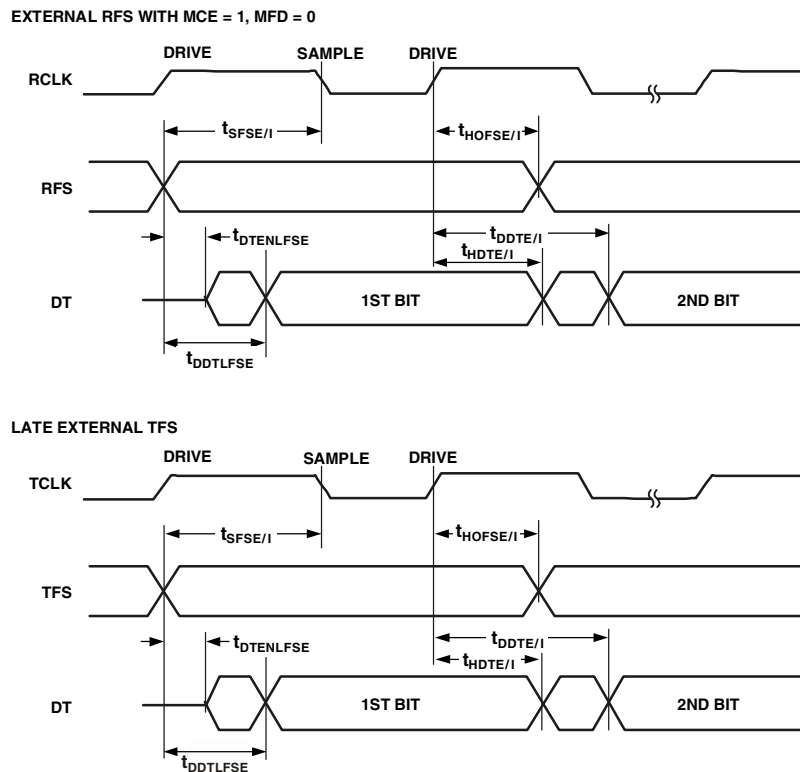 EXTERNAL RFS WITH MCE = 1, MFD = 0
DRIVE SAMPLE DRIVE
RCLK
tSFSE/I tHOFSE/I
RFS
tDTENLFSE tDDTE/I
tHDTE/I
DT 1ST BIT 2ND BIT
tDDTLFSE
LATE EXTERNAL TFS
DRIVE SAMPLE DRIVE
TCLK
tSFSE/I tHOFSE/I
TFS
tDTENLFSE tDDTE/I
tHDTE/I
DT 1ST BIT 2ND BIT
tDDTLFSE